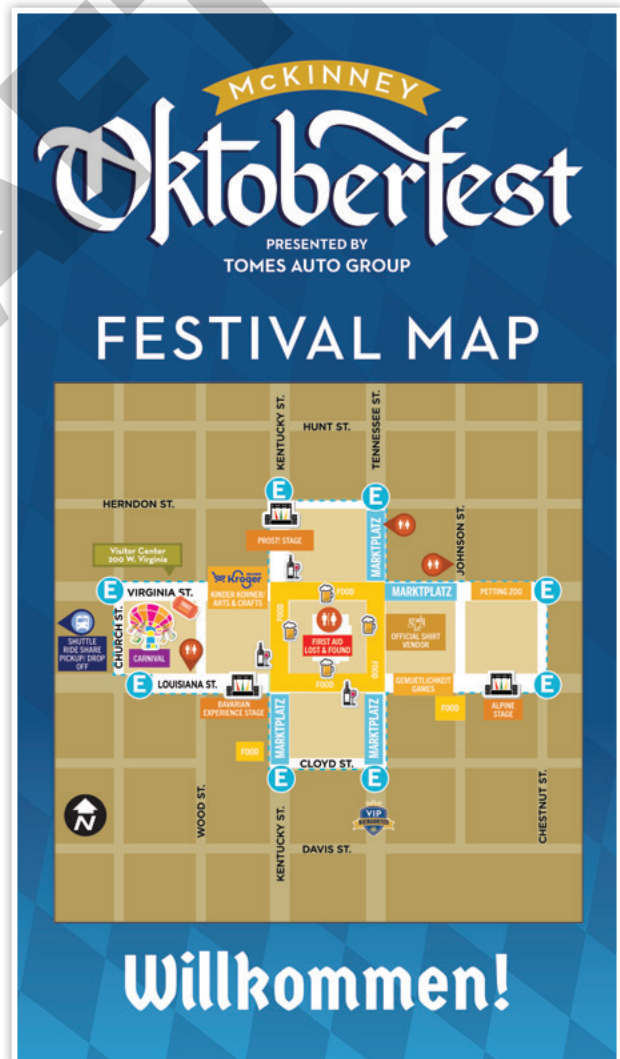 McKINNEY
Oktoberfest
PRESENTED BY
TOMES AUTO GROUP
FESTIVAL MAP
KENTUCKY ST.
TENNESSEE ST.
HUNT ST.
HERNDON ST.
E
E
JOHNSON ST.
MARKTPLATZ
PROST! STAGE
Visitor Center
200 W. Virginia
Kroger
E
VIRGINIA ST.
KINDER KORNER/
ARTS & CRAFTS
FOOD
MARKTPLATZ
PETTING ZOO
E
SHUTTLE
RIDE SHARE
PICKUP/ DROP
OFF
CHURCH ST.
CARNIVAL
FOOD
FIRST AID
LOST & FOUND
FOOD
OFFICIAL SHIRT
VENDOR
E
LOUISIANA ST.
FOOD
GEMUETLICHKEIT
GAMES
E
BAVARIAN
EXPERIENCE STAGE
FOOD
ALPINE
STAGE
FOOD
MARKTPLATZ
MARKTPLATZ
CLOYD ST.
E
E
WOOD ST.
KENTUCKY ST.
CHESTNUT ST.
VIP
BIERGARTEN
N
DAVIS ST.
Willkommen!